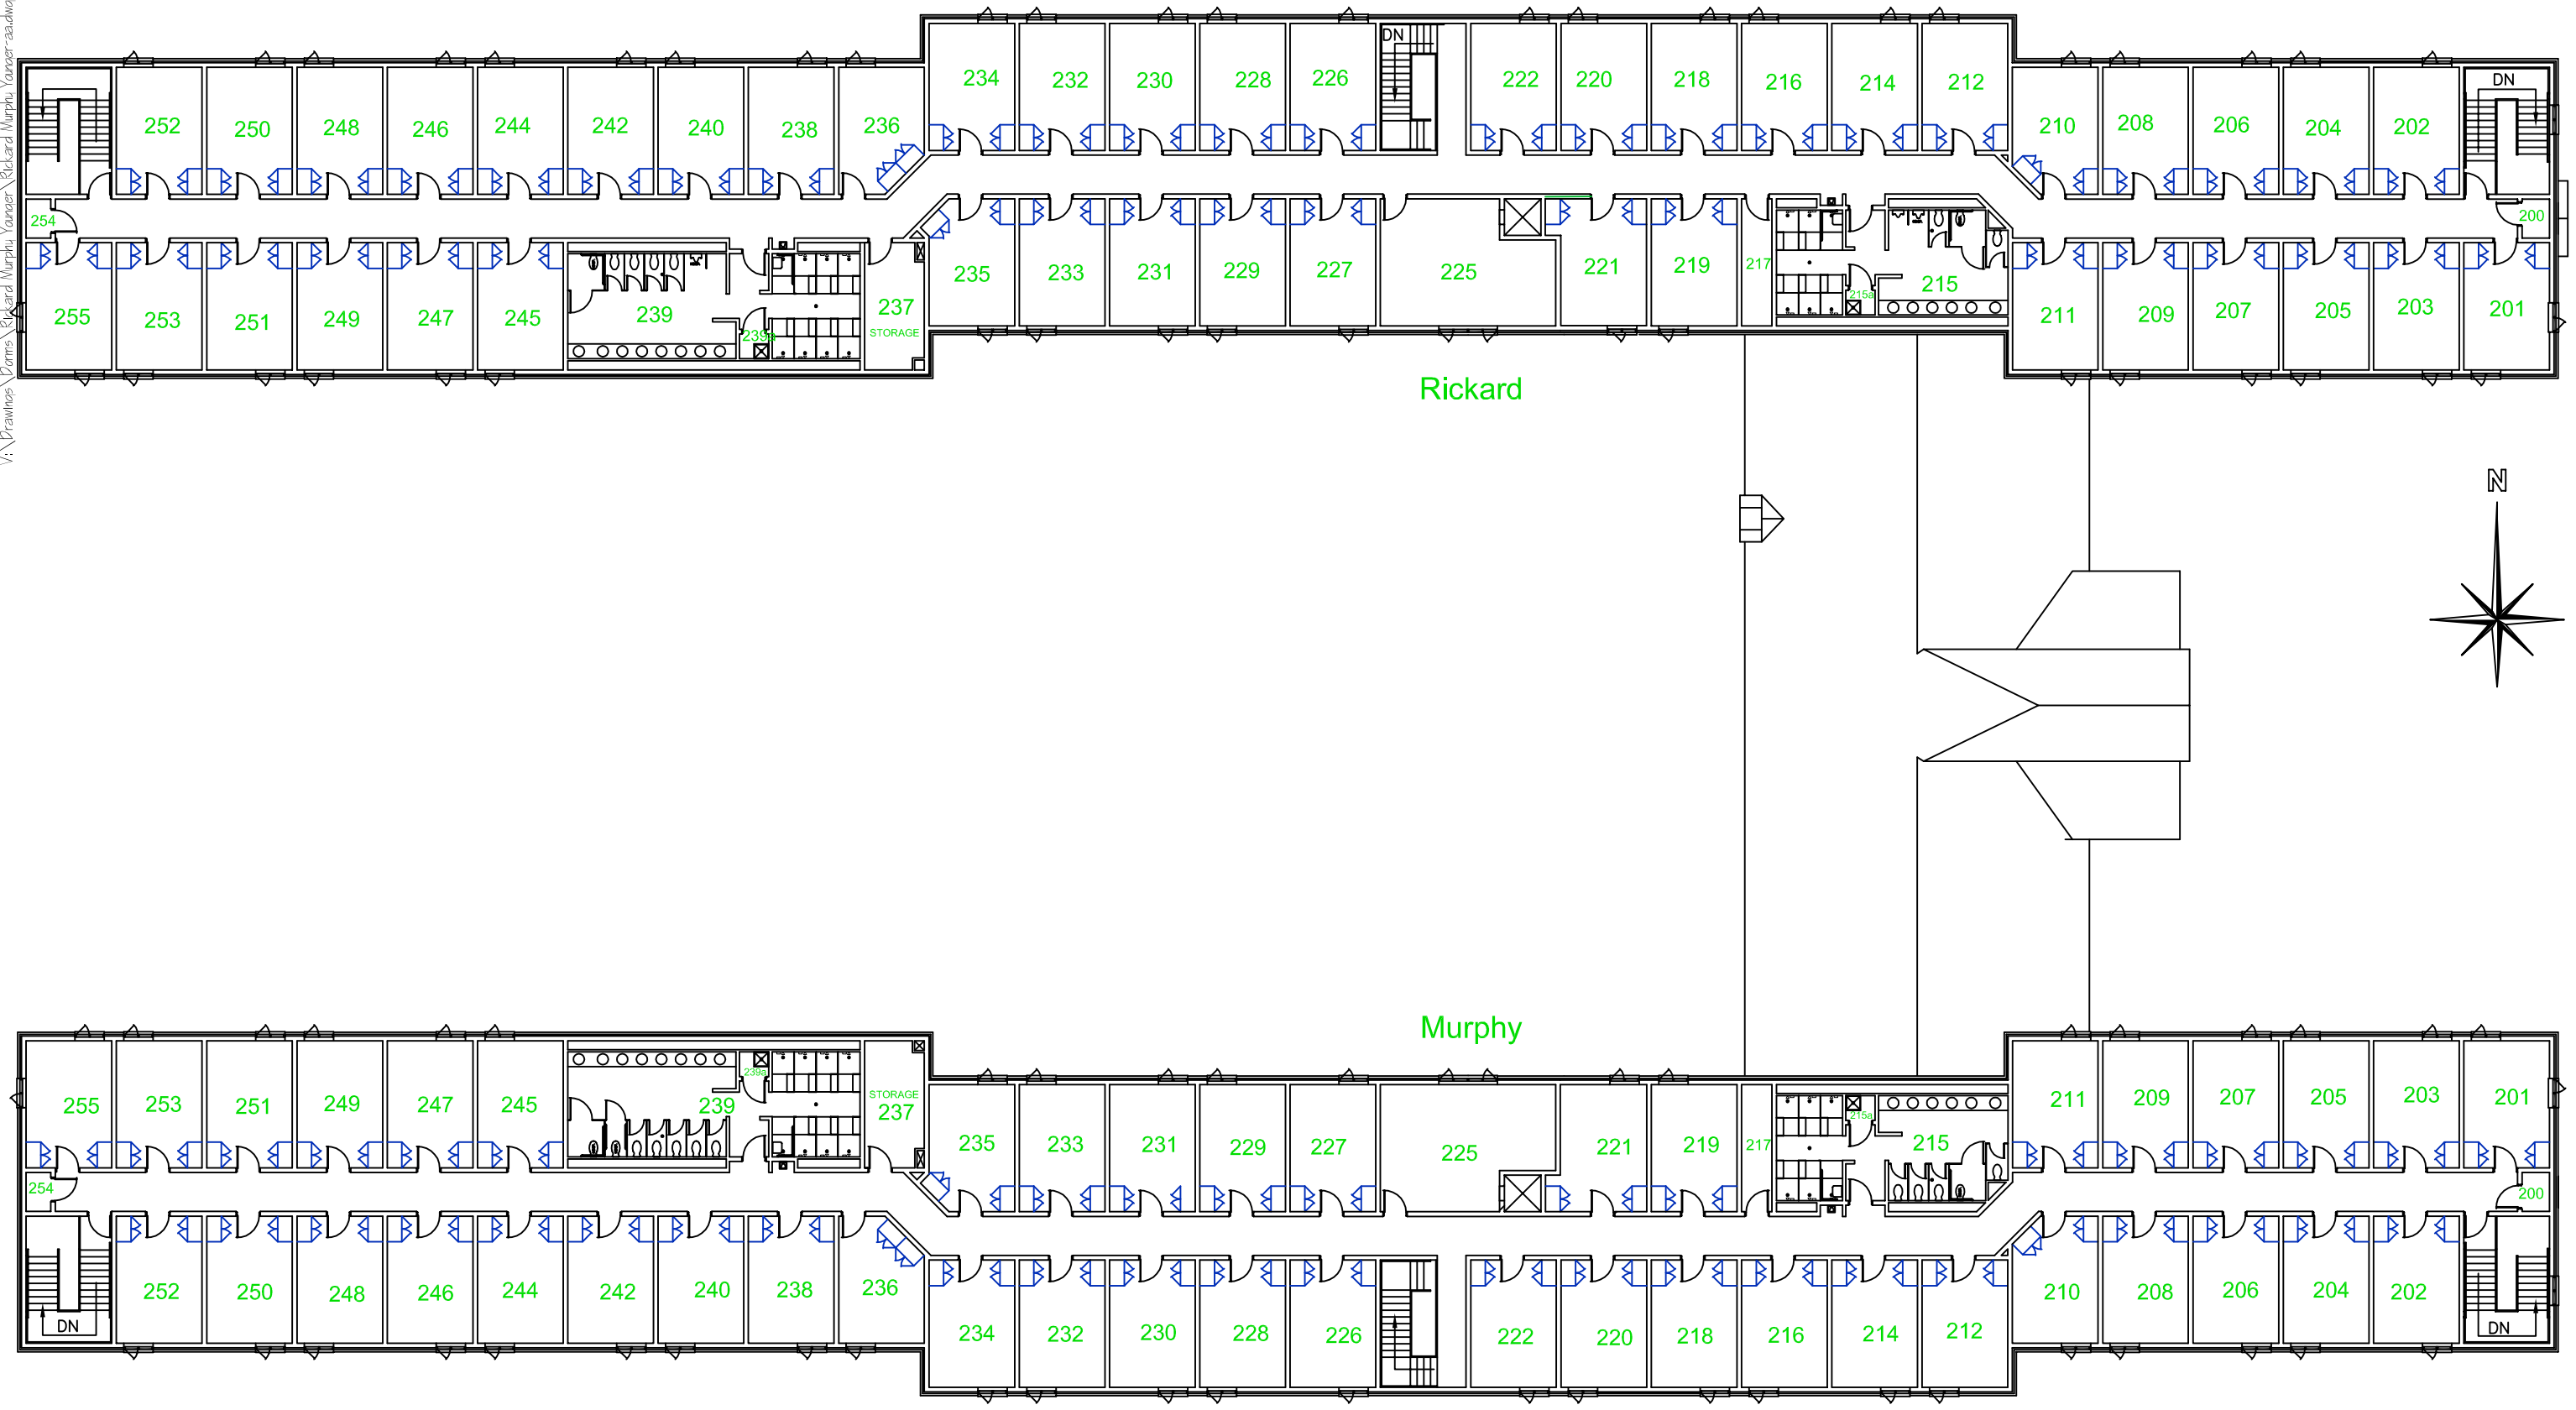 V:\Drawings\Dorms\Rickard Murphy Yanger\Rickard Murphy Yanger-aa.dwg
234 232 230 228 226 DN 222 220 218 216 214 212
252 250 248 246 244 242 240 238 236 210 208 206 204 202 DN
254 200
255 253 251 249 247 245 239 239a 237 235 233 231 229 227 225 221 219 217 215a 215 211 209 207 205 203 201
STORAGE
Rickard
N
Murphy
255 253 251 249 247 245 239 239a STORAGE 235 233 231 229 227 225 221 219 217 215a 215 211 209 207 205 203 201
237
254 200
252 250 248 246 244 242 240 238 236 210 208 206 204 202
DN 234 232 230 228 226 222 220 218 216 214 212 DN